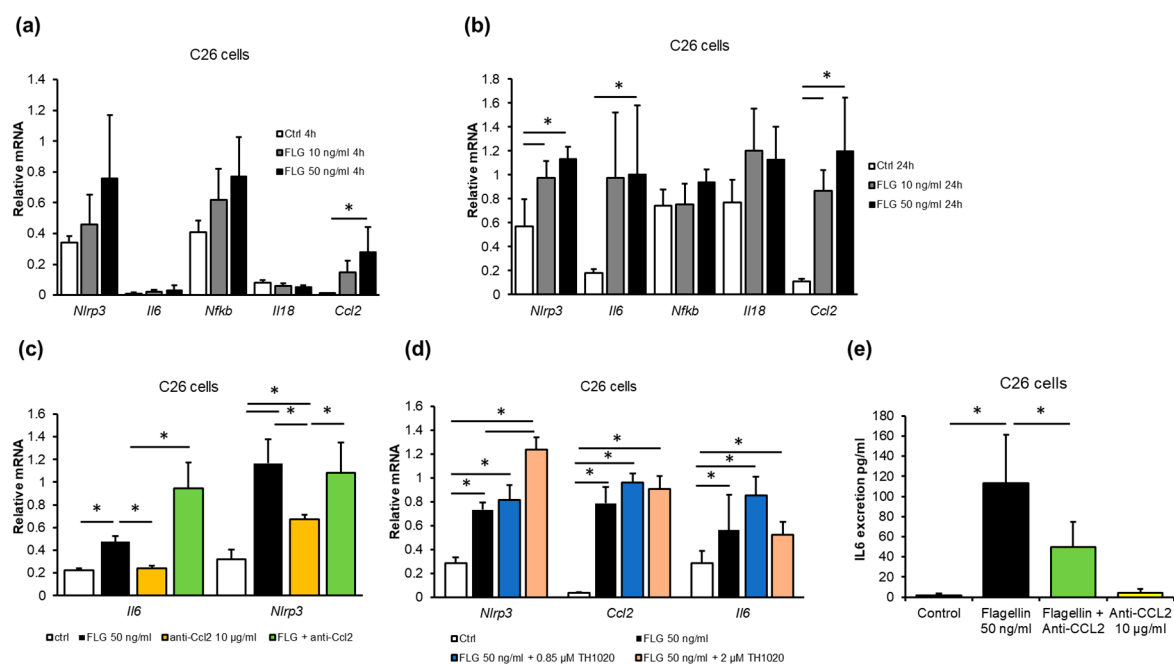 (a)
C26 cells
Relative mRNA
1.4
1.2
1
0.8
0.6
0.4
0.2
0
Ctrl 4h
FLG 10 ng/ml 4h
FLG 50 ng/ml 4h
*
Nlrp3 Il6 Nfkb Il18 Ccl2
(b)
C26 cells
Relative mRNA
1.8
1.6
1.4
1.2
1
0.8
0.6
0.4
0.2
0
* * *
Ctrl 24h
FLG 10 ng/ml 24h
FLG 50 ng/ml 24h
Nlrp3 Il6 Nfkb Il18 Ccl2
(c)
C26 cells
Relative mRNA
1.6
1.4
1.2
1
0.8
0.6
0.4
0.2
0
*
* *
*
* *
Il6 Nlrp3
ctrl FLG 50 ng/ml anti-Ccl2 10 µg/ml FLG + anti-Ccl2
(d)
C26 cells
Relative mRNA
1.6
1.4
1.2
1
0.8
0.6
0.4
0.2
0
*
*
*
*
*
*
*
*
*
Nlrp3 Ccl2 Il6
Ctrl FLG 50 ng/ml
FLG 50 ng/ml + 0.85 µM TH1020 FLG 50 ng/ml + 2 µM TH1020
(e)
C26 cells
IL6 excretion pg/ml
180
160
140
120
100
80
60
40
20
0
* *
Control Flagellin Flagellin + Anti-CCL2
50 ng/ml Anti-CCL2 10 µg/ml